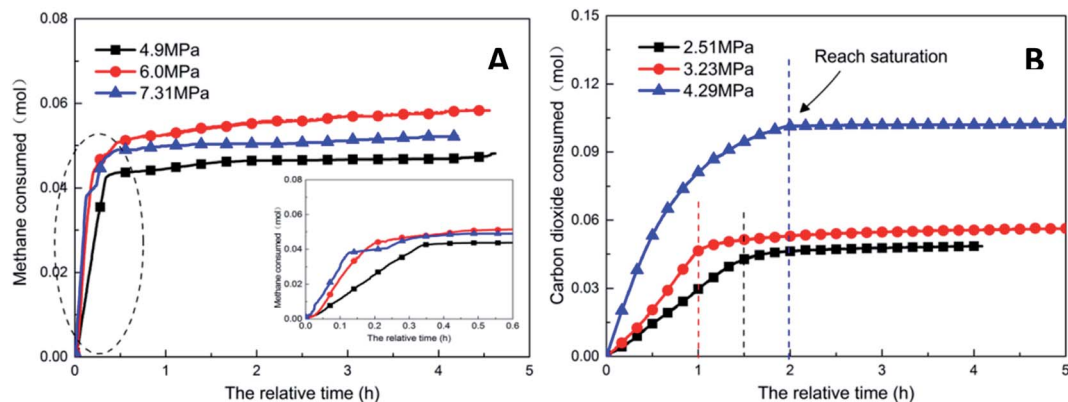 A
4.9MPa
6.0MPa
7.31MPa
Methane consumed (mol)
0.08
0.06
0.04
0.02
0.00
0
1
2
3
4
5
The relative time (h)
Methane consumed (mol)
0.08
0.06
0.04
0.02
0.00
0.0
0.1
0.2
0.3
0.4
0.5
0.6
The relative time (h)
B
2.51MPa
3.23MPa
4.29MPa
Reach saturation
Carbon dioxide consumed (mol)
0.15
0.12
0.09
0.06
0.03
0.00
0
1
2
3
4
5
The relative time (h)